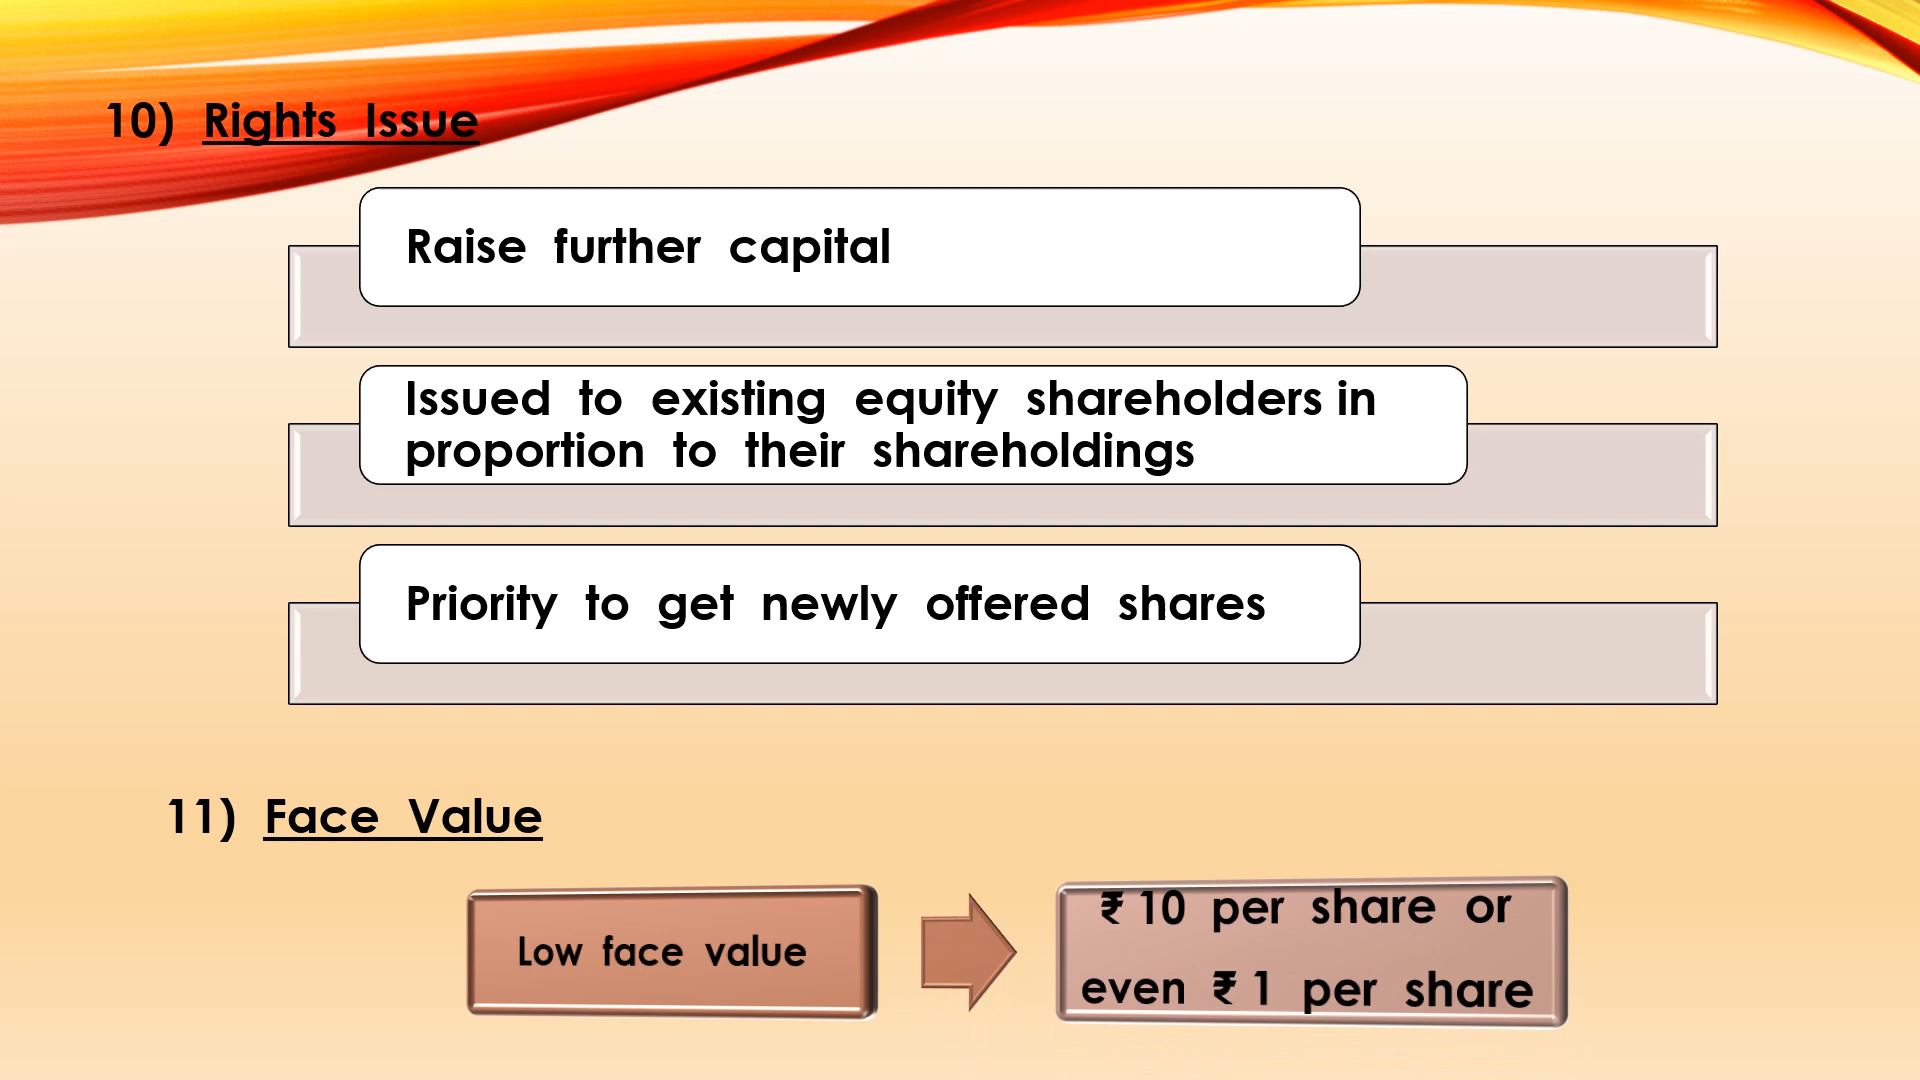 10) Rights Issue
Raise further capital
Issued to existing equity shareholders in
proportion to their shareholdings
Priority to get newly offered shares
11) Face Value
Low face value
₹ 10 per share or
even ₹ 1 per share